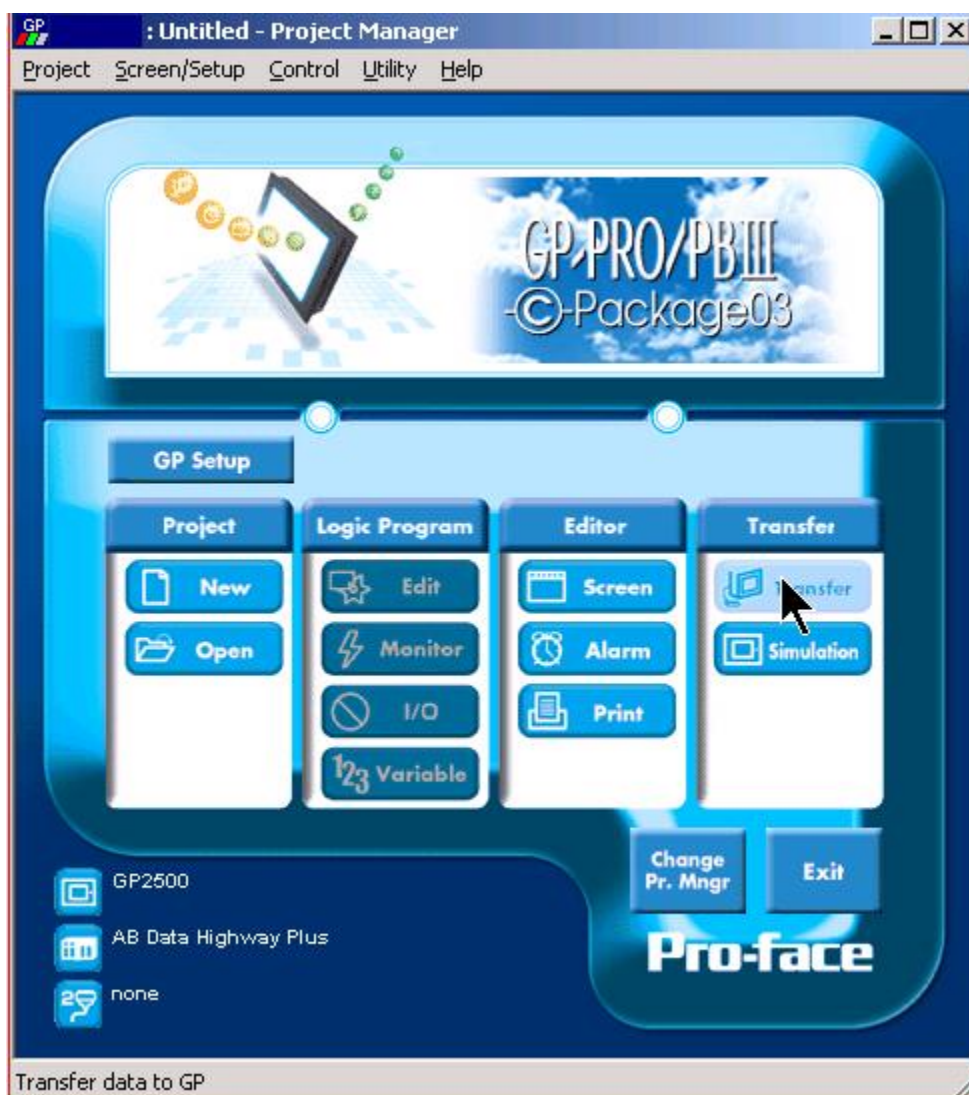 GP
: Untitled - Project Manager
Project Screen/Setup Control Utility Help
GP-PRO/PBIII
-©-Package03
GP Setup
Project Logic Program Editor Transfer
New Edit Screen Transfer
Open Monitor Alarm Simulation
I/O Print
123 Variable
Change Pr. Mngr
Exit
GP2500
AB Data Highway Plus
2
none
Pro-face
Transfer data to GP